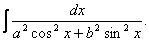 ∫ dx / (a² cos² x + b² sin² x).